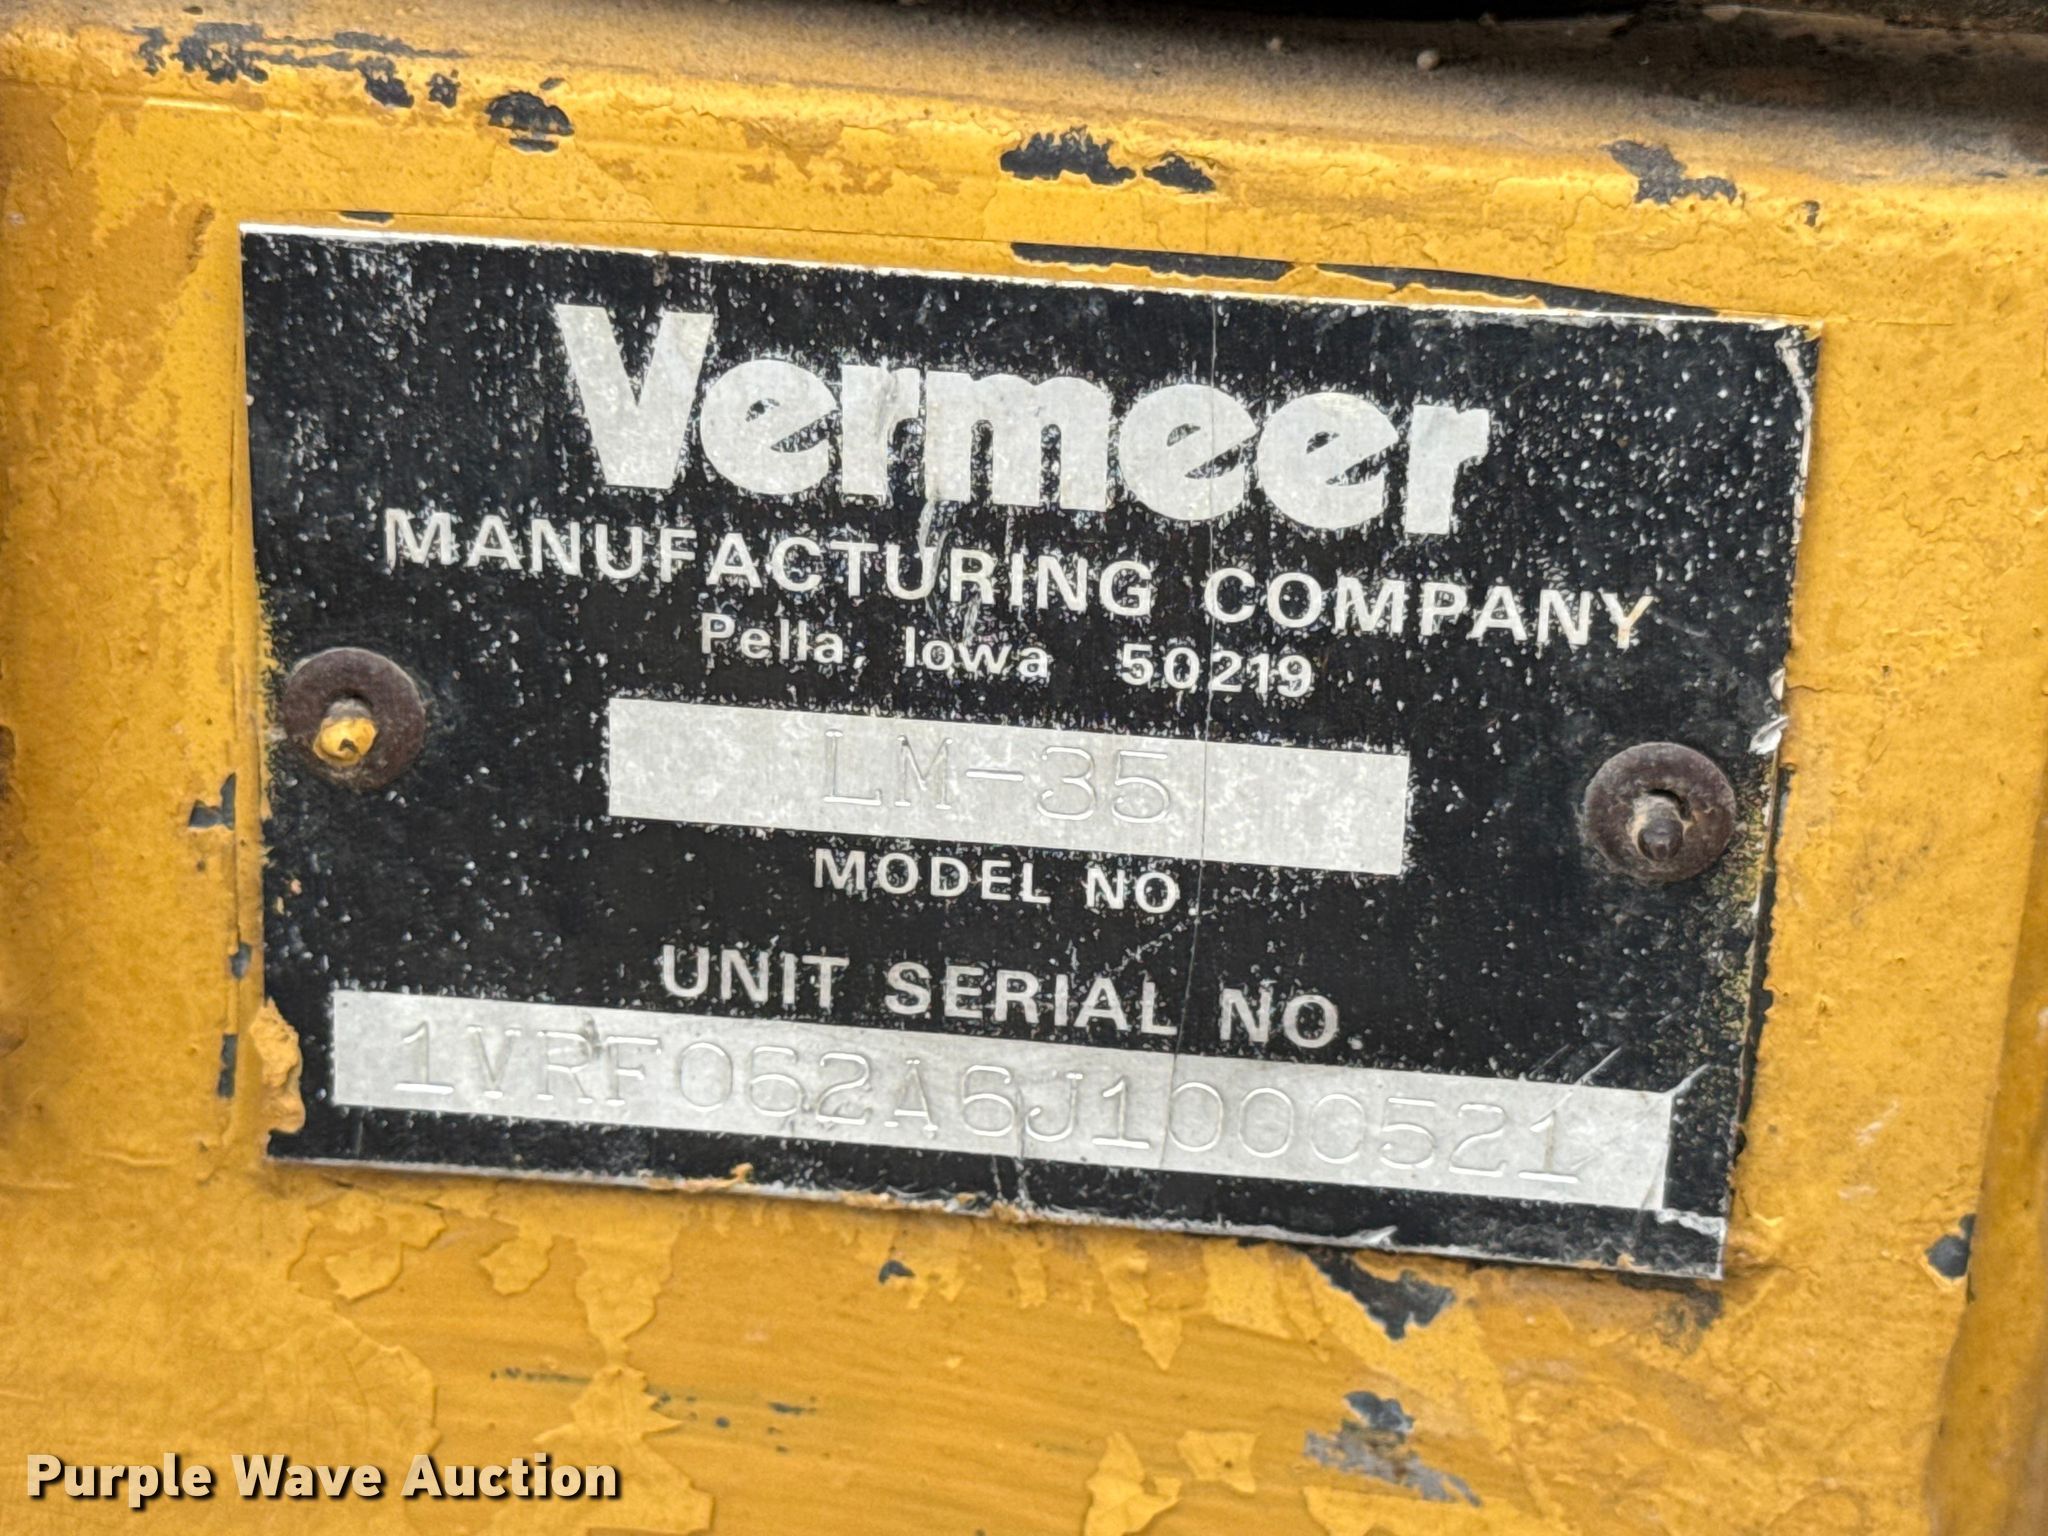 Vermeer
MANUFACTURING COMPANY
Pella, Iowa 50219
LM-35
MODEL NO.
UNIT SERIAL NO.
1VRF062A6J1000521
Purple Wave Auction